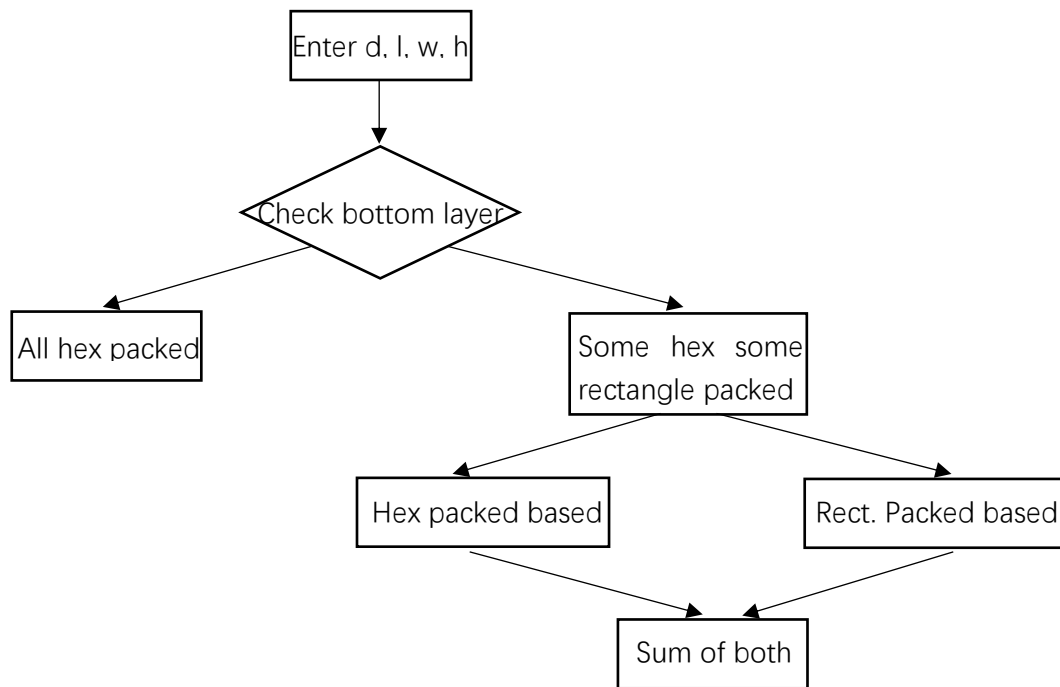 Enter d, l, w, h
Check bottom layer
All hex packed
Some hex some
rectangle packed
Hex packed based
Rect. Packed based
Sum of both